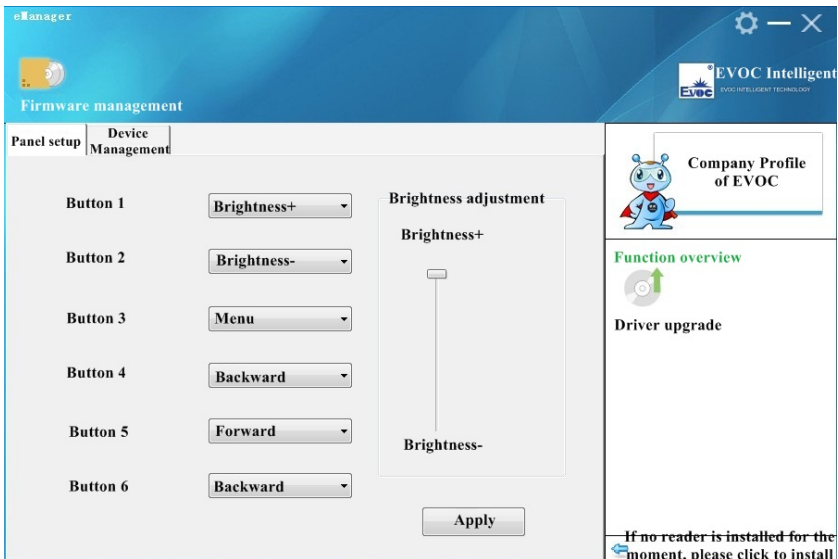 eManager
Firmware management
EVOC Intelligent
EVOC INTELLIGENT TECHNOLOGY
EVOC
Panel setup
Device
Management
Company Profile
of EVOC
Button 1
Brightness+
Button 2
Brightness-
Button 3
Menu
Button 4
Backward
Button 5
Forward
Button 6
Backward
Brightness adjustment
Brightness+
Brightness-
Apply
Function overview
Driver upgrade
If no reader is installed for the
moment, please click to install